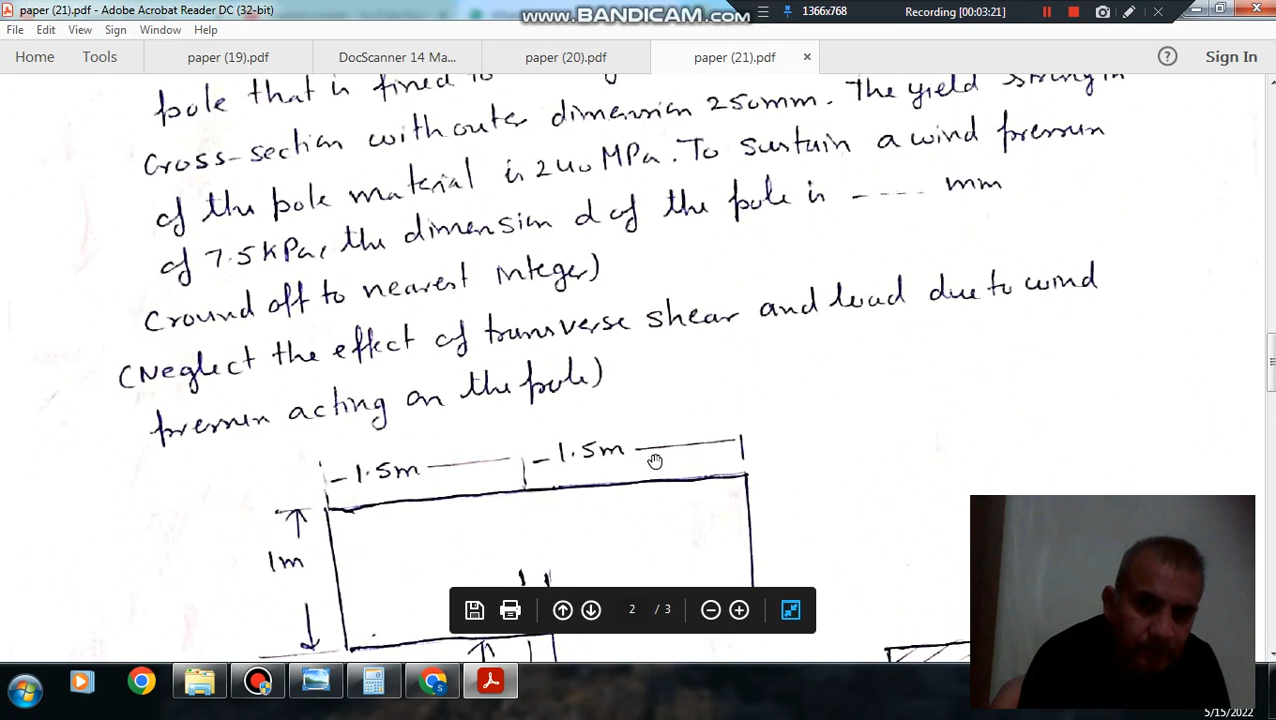 paper (21).pdf - Adobe Acrobat Reader DC (32-bit)
www.BANDICAM.com
1366x768
Recording [00:03:21]
File Edit View Sign Window Help
Home Tools paper (19).pdf DocScanner 14 Ma... paper (20).pdf paper (21).pdf × Sign In
pole that is fixed to
cross-section with outer dimension 250mm. The yield strength
of the pole material is 240 MPa. To sustain a wind pressure
of 7.5kPa, the dimension d of the pole is ---- mm
(round off to nearest integer)
(Neglect the effect of transverse shear and load due to wind
pressure acting on the pole)
1.5m 1.5m
1m
2 / 3
5/15/2022